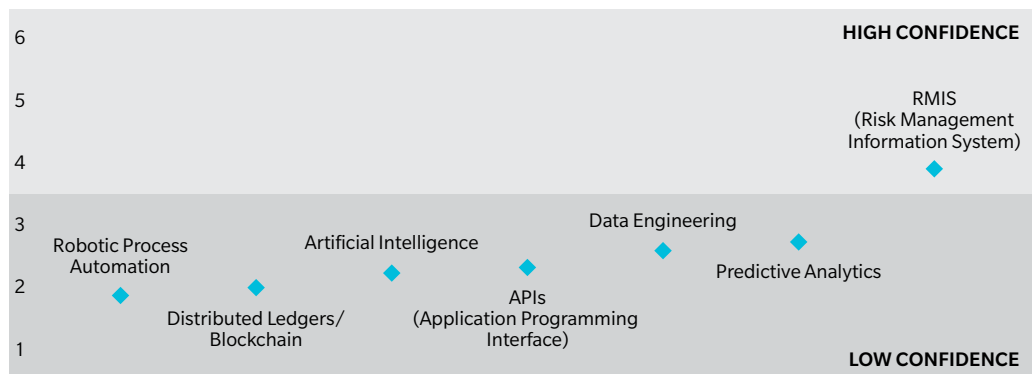 6
HIGH CONFIDENCE
5
RMIS
(Risk Management
Information System)
4
3
Data Engineering
Artificial Intelligence
Robotic Process
Automation
Predictive Analytics
2
APIs
(Application Programming
Interface)
Distributed Ledgers/
Blockchain
1
LOW CONFIDENCE